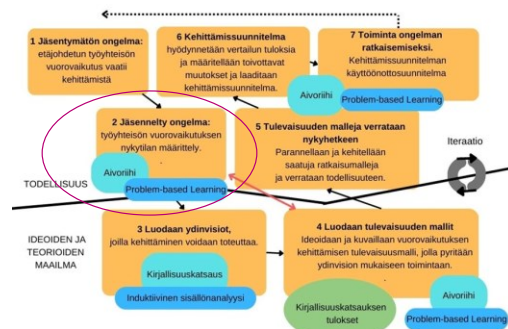 1 Jäsentymätön ongelma:
etäjohdetun työyhteisön
vuorovaikutus vaatii
kehittämistä
6 Kehittämissuunnitelma
hyödynnetään vertailun tuloksia
ja määritellään toivottavat
muutokset ja laaditaan
kehittämissuunnitelma.
7 Toiminta ongelman
ratkaisemiseksi.
Kehittämissuunnitelman
käyttöönottosuunnitelma
Aivoriihi
Problem-based Learning
2 Jäsennelty ongelma:
työyhteisön vuorovaikutuksen
nykytilan määrittely.
.
Aivoriihi
Problem-based Learning
5 Tulevaisuuden malleja verrataan
nykyhetkeen
Parannellaan ja kehitellään
saatuja ratkaisumalleja
ja verrataan todellisuuteen.
Iteraatio
TODELLISUUS
IDEOIDEN JA
TEORIOIDEN
MAAILMA
3 Luodaan ydinvisiot,
joilla kehittäminen voidaan toteuttaa.
Kirjallisuuskatsaus
Induktiivinen sisällönanalyysi
4 Luodaan tulevaisuuden mallit
Ideoidaan ja kuvaillaan vuorovaikutuksen
kehittämisen tulevaisuusmalli, jolla pyritään
ydinvision mukaiseen toimintaan.
.
Kirjallisuuskatsauksen
tulokset
Aivoriihi
Problem-based Learning